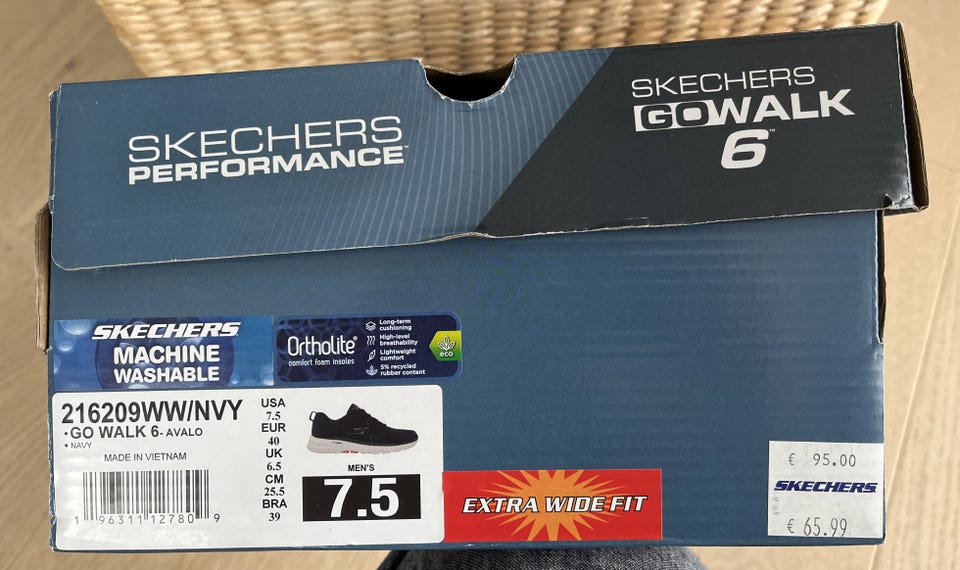 SKECHERS
PERFORMANCE™
SKECHERS
GOWALK
6™
SKECHERS
MACHINE
WASHABLE
OrthoLite®
comfort foam insoles
Long-term
cushioning
High-level
breathability
Lightweight
comfort
5% recycled
rubber content
eco
216209WW/NVY
•GO WALK 6- AVALO
• NAVY
MADE IN VIETNAM
1 96311 12780 9
USA
7.5
EUR
40
UK
6.5
CM
25.5
BRA
39
MEN'S
7.5
EXTRA WIDE FIT
€ 95.00
SKECHERS
€ 65.99